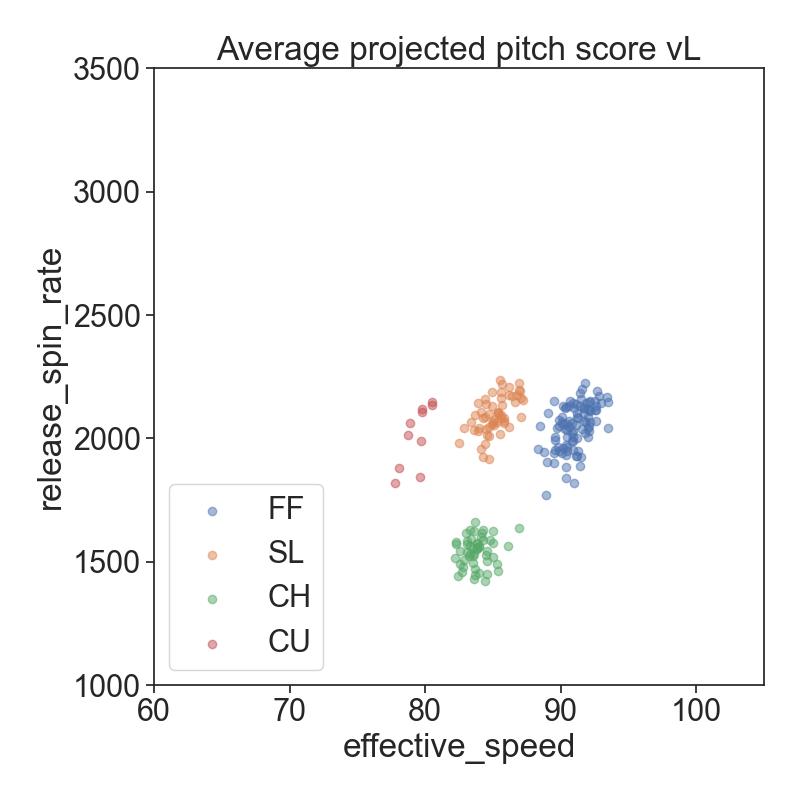 Average projected pitch score vL
3500
3000
2500
2000
1500
1000
release_spin_rate
FF
SL
CH
CU
60
70
80
90
100
effective_speed